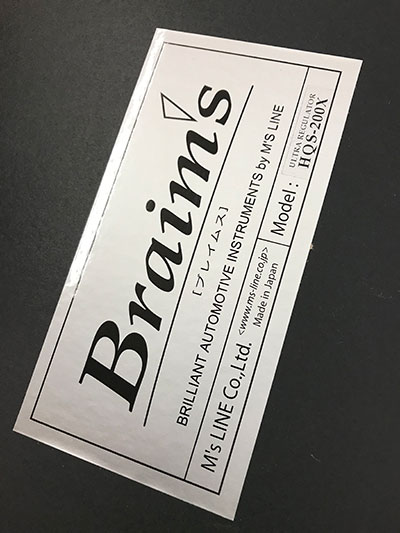 Braim's
[ブレイムス]
BRILLIANT AUTOMOTIVE INSTRUMENTS by M'S LINE
M's LINE Co.,Ltd. <www.ms-line.co.jp>
Made in Japan
Model :
ULTRA REGULATOR
HQS-200X